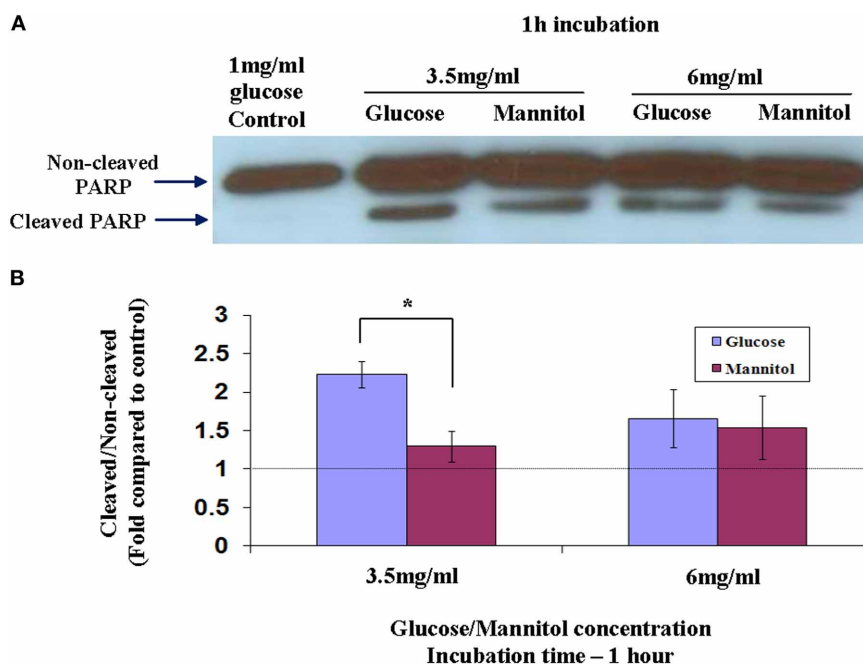 A
1h incubation
1mg/ml
glucose
Control
3.5mg/ml
6mg/ml
Glucose
Mannitol
Glucose
Mannitol
Non-cleaved
PARP
Cleaved PARP
B
Cleaved/Non-cleaved
(Fold compared to control)
3
2.5
2
1.5
1
0.5
0
*
Glucose
Mannitol
3.5mg/ml
6mg/ml
Glucose/Mannitol concentration
Incubation time – 1 hour